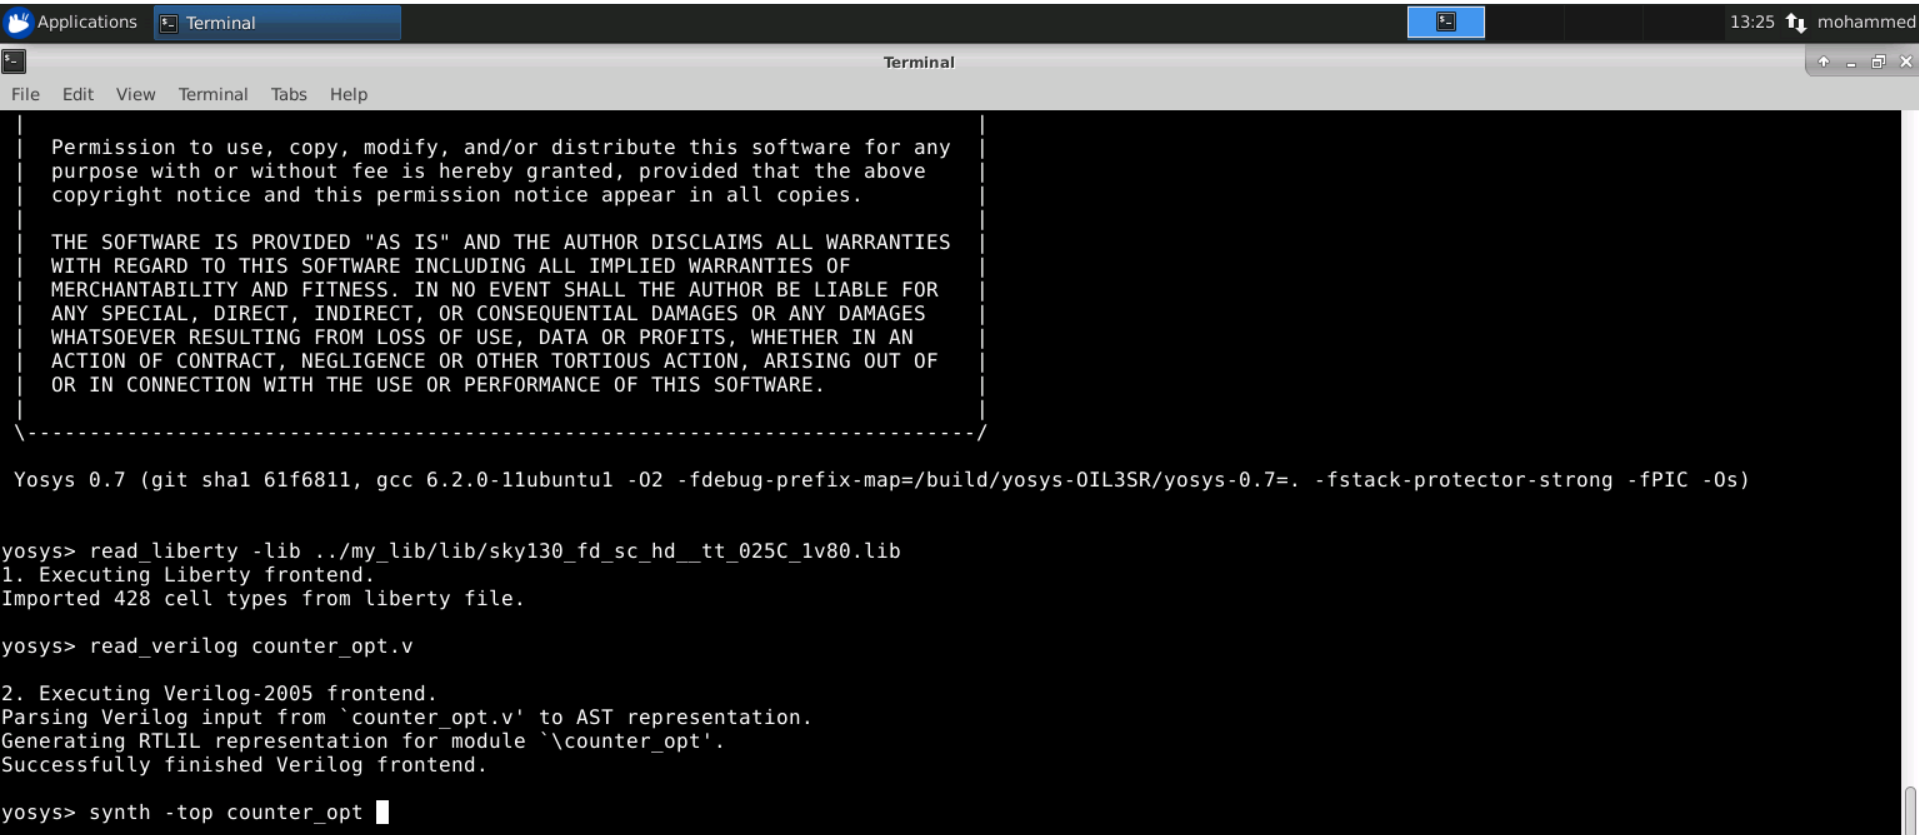 Applications Terminal 13:25 mohammed
Terminal
File Edit View Terminal Tabs Help
| |
| Permission to use, copy, modify, and/or distribute this software for any |
| purpose with or without fee is hereby granted, provided that the above |
| copyright notice and this permission notice appear in all copies. |
| |
| THE SOFTWARE IS PROVIDED "AS IS" AND THE AUTHOR DISCLAIMS ALL WARRANTIES |
| WITH REGARD TO THIS SOFTWARE INCLUDING ALL IMPLIED WARRANTIES OF |
| MERCHANTABILITY AND FITNESS. IN NO EVENT SHALL THE AUTHOR BE LIABLE FOR |
| ANY SPECIAL, DIRECT, INDIRECT, OR CONSEQUENTIAL DAMAGES OR ANY DAMAGES |
| WHATSOEVER RESULTING FROM LOSS OF USE, DATA OR PROFITS, WHETHER IN AN |
| ACTION OF CONTRACT, NEGLIGENCE OR OTHER TORTIOUS ACTION, ARISING OUT OF |
| OR IN CONNECTION WITH THE USE OR PERFORMANCE OF THIS SOFTWARE. |
| |
\----------------------------------------------------------------------------/
Yosys 0.7 (git sha1 61f6811, gcc 6.2.0-11ubuntu1 -O2 -fdebug-prefix-map=/build/yosys-OIL3SR/yosys-0.7=. -fstack-protector-strong -fPIC -Os)
yosys> read_liberty -lib ../my_lib/lib/sky130_fd_sc_hd__tt_025C_1v80.lib
1. Executing Liberty frontend.
Imported 428 cell types from liberty file.
yosys> read_verilog counter_opt.v
2. Executing Verilog-2005 frontend.
Parsing Verilog input from `counter_opt.v' to AST representation.
Generating RTLIL representation for module `\counter_opt'.
Successfully finished Verilog frontend.
yosys> synth -top counter_opt